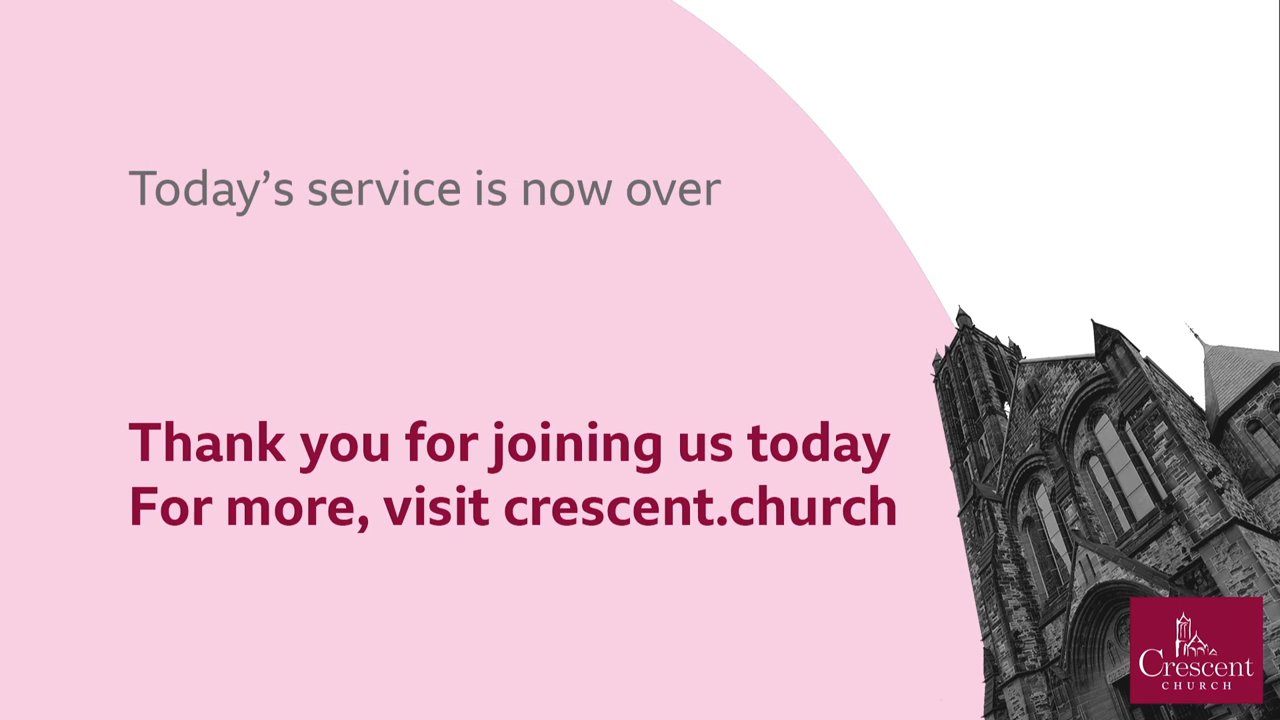 Today’s service is now over
Thank you for joining us today
For more, visit crescent.church
Crescent
CHURCH